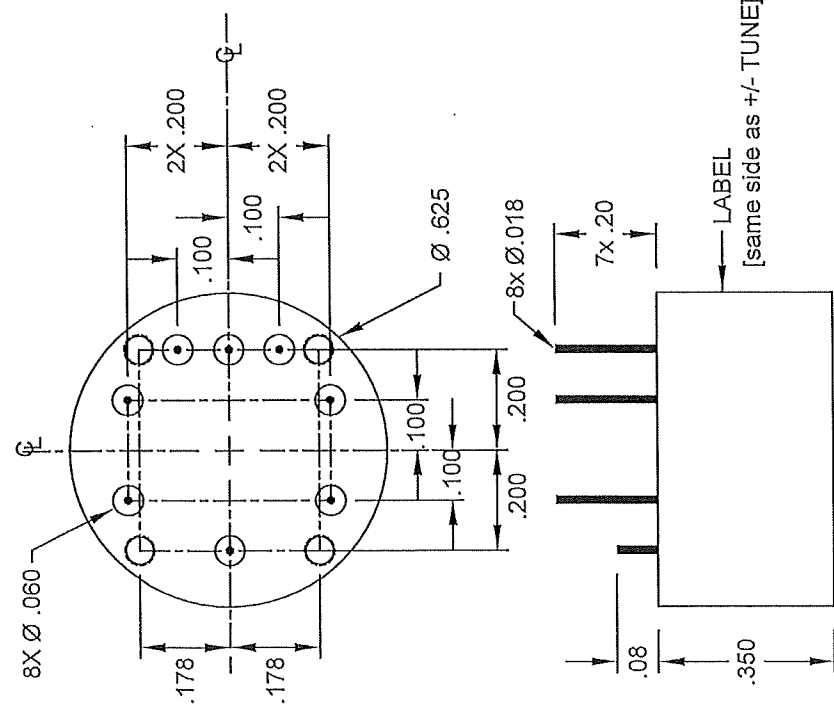 ℄
2X .200
2X .200
.100
.100
Ø .625
℄
8X Ø .060
.178
.178
.100
.100
.200
.200
8x Ø.018
7x .20
LABEL
[same side as +/- TUNE]
.08
.350